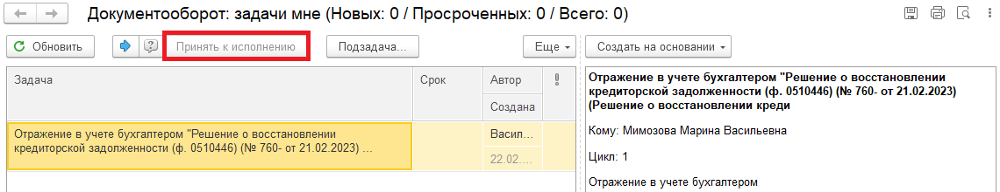 Документооборот: задачи мне (Новых: 0 / Просроченных: 0 / Всего: 0)
Обновить
Принять к исполнению
Подзадача...
Еще
Создать на основании
Задача
Срок
Автор
Создана
Отражение в учете бухгалтером "Решение о восстановлении
кредиторской задолженности (ф. 0510446) (№ 760- от 21.02.2023) ...
Васил...
22.02....
Отражение в учете бухгалтером "Решение о восстановлении
кредиторской задолженности (ф. 0510446) (№ 760- от 21.02.2023)
(Решение о восстановлении креди
Кому: Мимозова Марина Васильевна
Цикл: 1
Отражение в учете бухгалтером